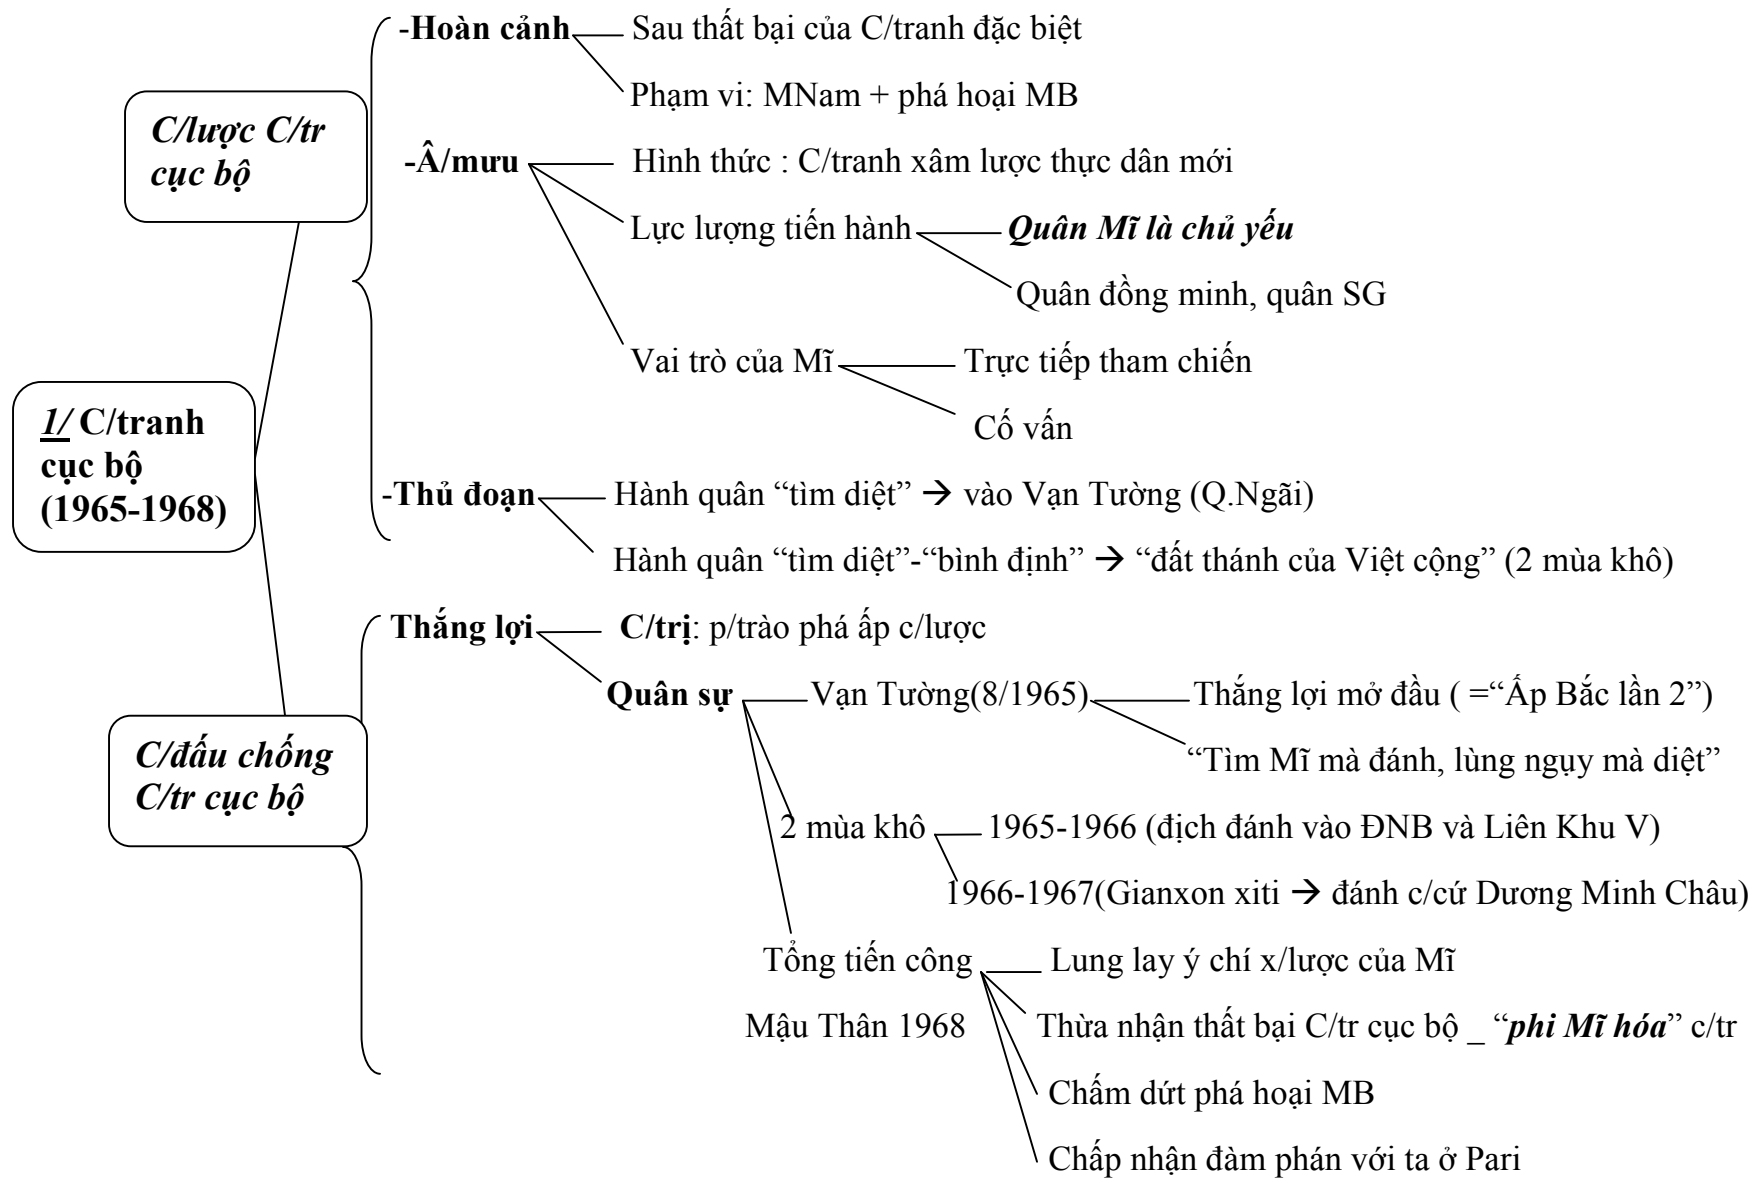 -Hoàn cảnh Sau thất bại của C/tranh đặc biệt
Phạm vi: MNam + phá hoại MB
C/lược C/tr
cục bộ
-Â/mưu Hình thức : C/tranh xâm lược thực dân mới
Lực lượng tiến hành Quân Mĩ là chủ yếu
Quân đồng minh, quân SG
Vai trò của Mĩ Trực tiếp tham chiến
Cố vấn
1/ C/tranh
cục bộ
(1965-1968)
-Thủ đoạn Hành quân “tìm diệt” → vào Vạn Tường (Q.Ngãi)
Hành quân “tìm diệt”-“bình định” → “đất thánh của Việt cộng” (2 mùa khô)
Thắng lợi C/trị: p/trào phá ấp c/lược
Quân sự Vạn Tường(8/1965) Thắng lợi mở đầu ( =“Ấp Bắc lần 2”)
“Tìm Mĩ mà đánh, lùng ngụy mà diệt”
C/đấu chống
C/tr cục bộ
2 mùa khô 1965-1966 (địch đánh vào ĐNB và Liên Khu V)
1966-1967(Gianxon xiti → đánh c/cứ Dương Minh Châu)
Tổng tiến công Lung lay ý chí x/lược của Mĩ
Mậu Thân 1968 Thừa nhận thất bại C/tr cục bộ _ “phi Mĩ hóa” c/tr
Chấm dứt phá hoại MB
Chấp nhận đàm phán với ta ở Pari